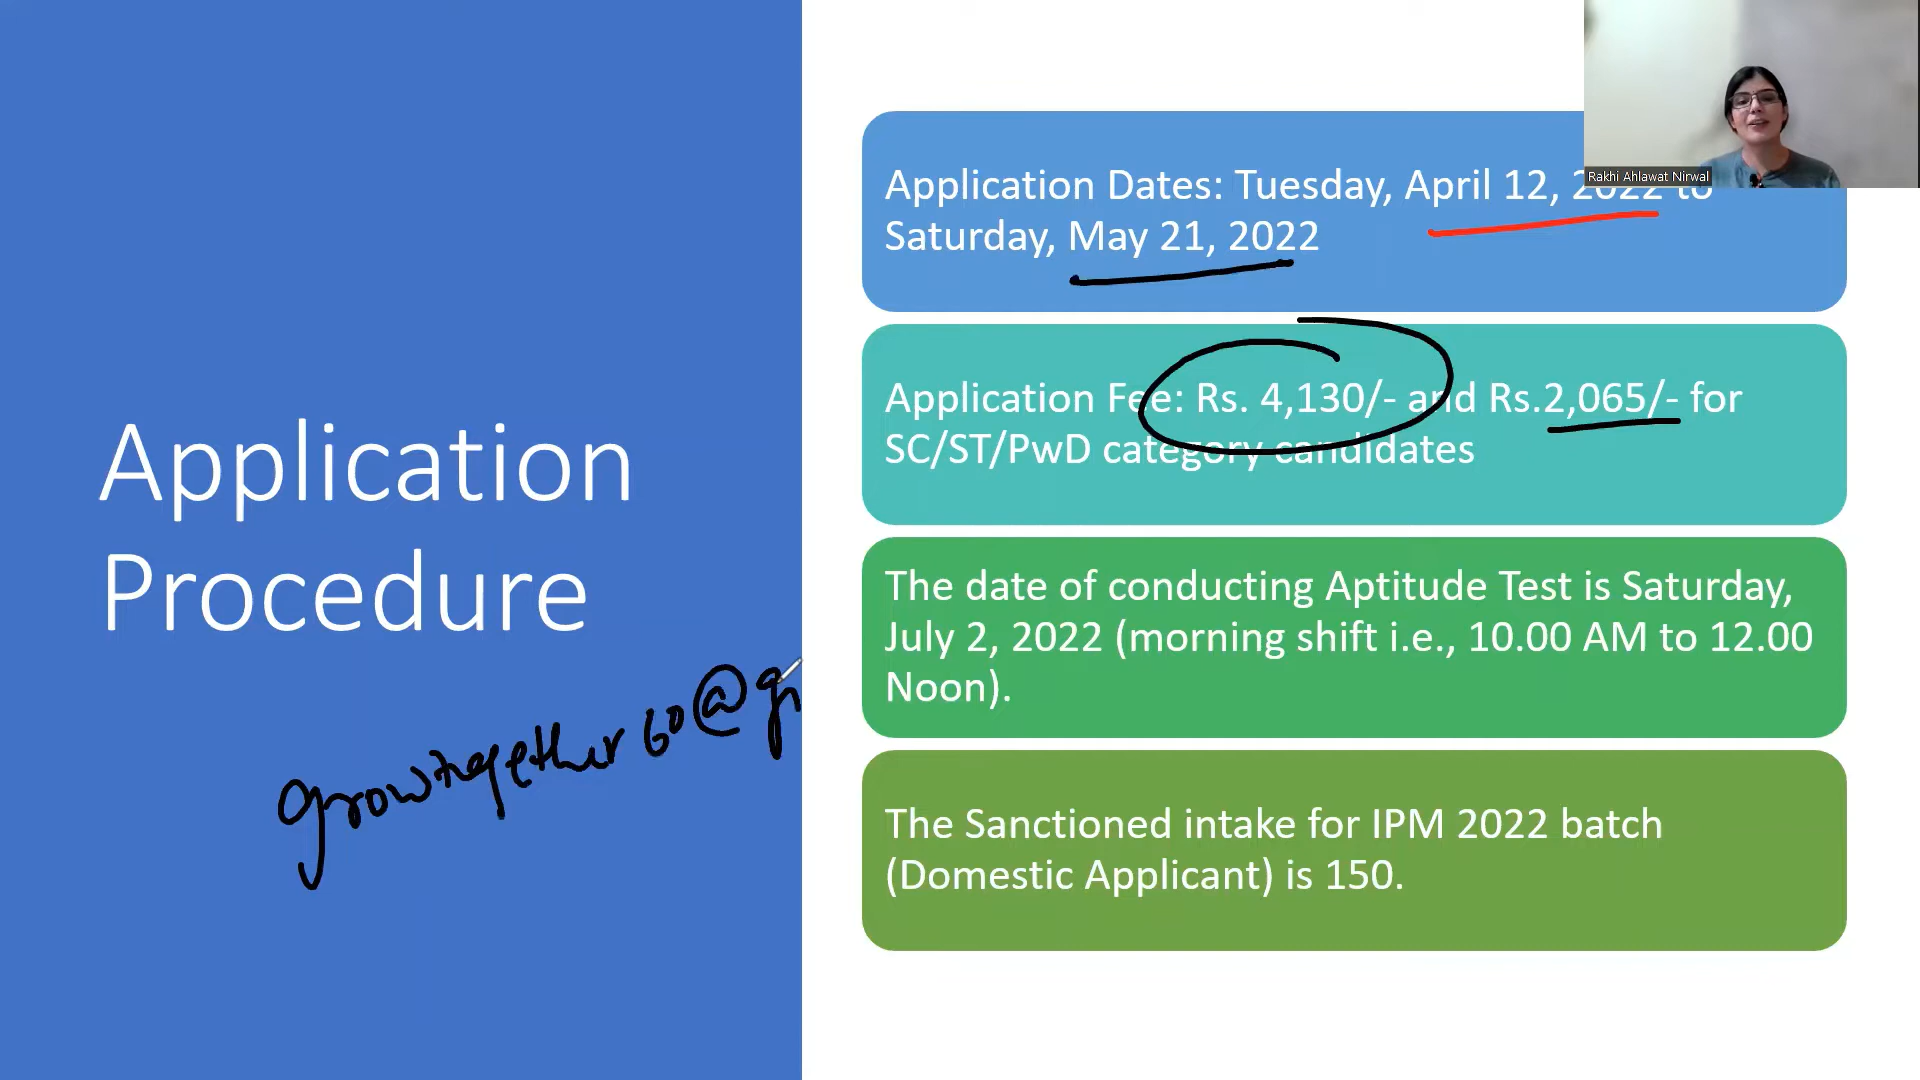 Application
Procedure
growtogether60@g
Application Dates: Tuesday, April 12, 2022 to
Saturday, May 21, 2022
Application Fee: Rs. 4,130/- and Rs.2,065/- for
SC/ST/PwD category candidates
The date of conducting Aptitude Test is Saturday,
July 2, 2022 (morning shift i.e., 10.00 AM to 12.00
Noon).
The Sanctioned intake for IPM 2022 batch
(Domestic Applicant) is 150.
Rakhi Ahlawat Nirwal